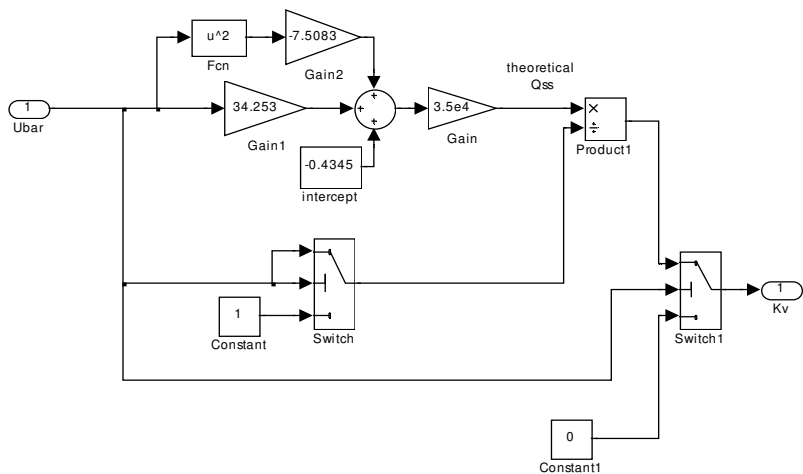 u^2
Fcn
-7.5083
Gain2
1
Ubar
34.253
Gain1
+
+
+
-0.4345
intercept
3.5e4
Gain
theoretical
Qss
×
÷
Product1
1
Constant
Switch
Switch1
1
Kv
0
Constant1